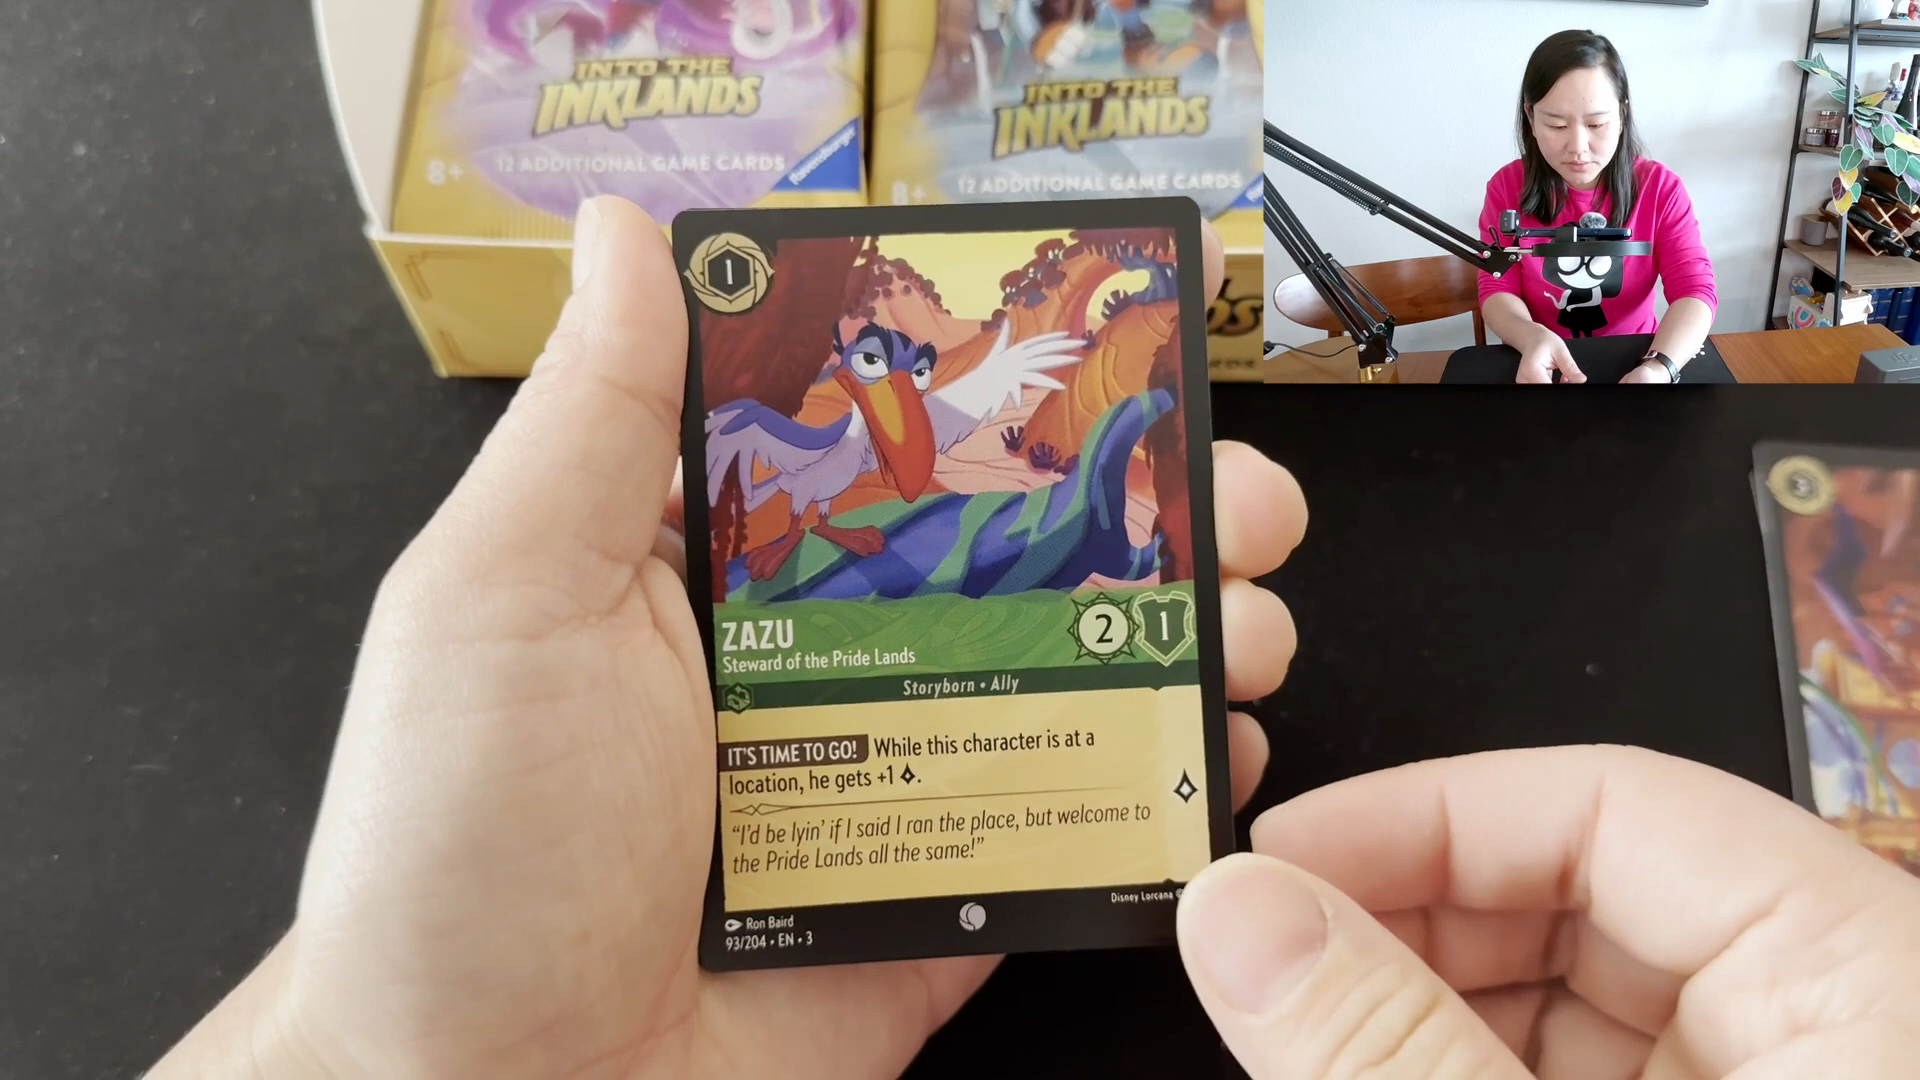 INTO THE
INKLANDS
8+
12 ADDITIONAL GAME CARDS
Ravensburger
INTO THE
INKLANDS
8+
12 ADDITIONAL GAME CARDS
1
ZAZU
Steward of the Pride Lands
2
1
Storyborn • Ally
IT'S TIME TO GO! While this character is at a
location, he gets +1
“I'd be lyin' if I said I ran the place, but welcome to
the Pride Lands all the same!”
Disney Lorcana ©
Ron Baird
93/204 • EN • 3